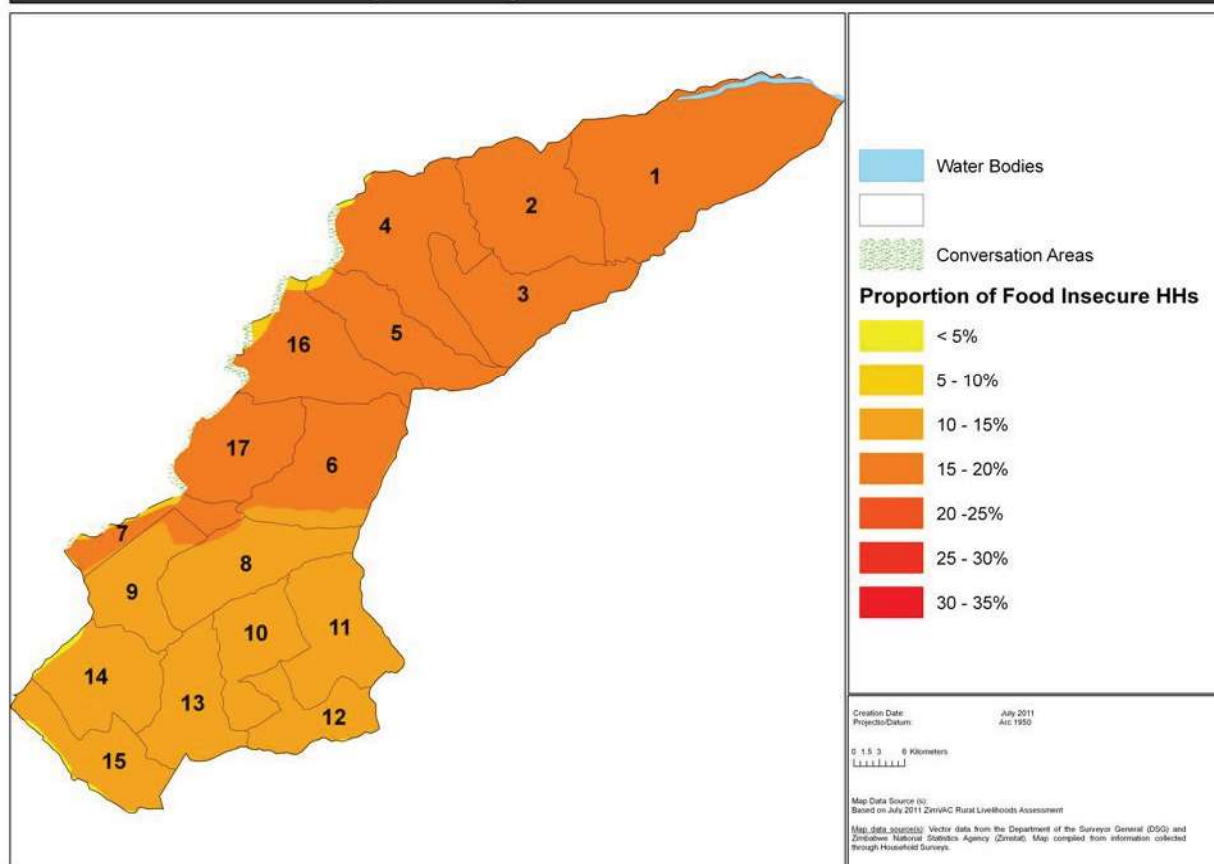 1
2
4
3
5
16
17
6
7
8
9
10
11
14
13
12
15
Water Bodies
Conversation Areas
Proportion of Food Insecure HHs
< 5%
5 - 10%
10 - 15%
15 - 20%
20 -25%
25 - 30%
30 - 35%
Creation Date: July 2011
Projectio/Datum: Arc 1950
0 1.5 3 6 Kilometers
Map Data Source (s):
Based on July 2011 ZimVAC Rural Livelihoods Assessment
Map data source(s): Vector data from the Department of the Surveyor General (DSG) and
Zimbabwe National Statistics Agency (Zimstat). Map compiled from information collected
through Household Surveys.